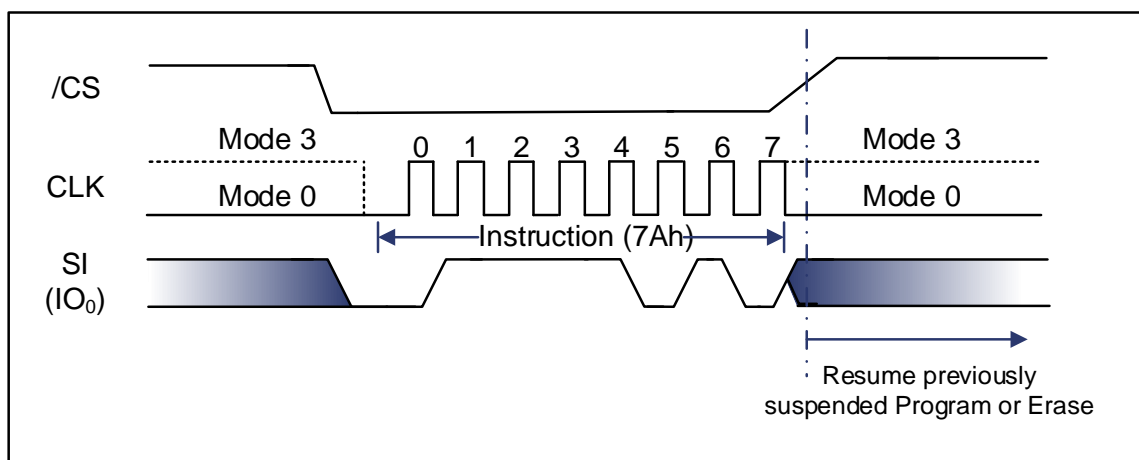 /CS
Mode 3
0 1 2 3 4 5 6 7
Mode 3
CLK
Mode 0
Mode 0
Instruction (7Ah)
SI
(IO₀)
Resume previously
suspended Program or Erase